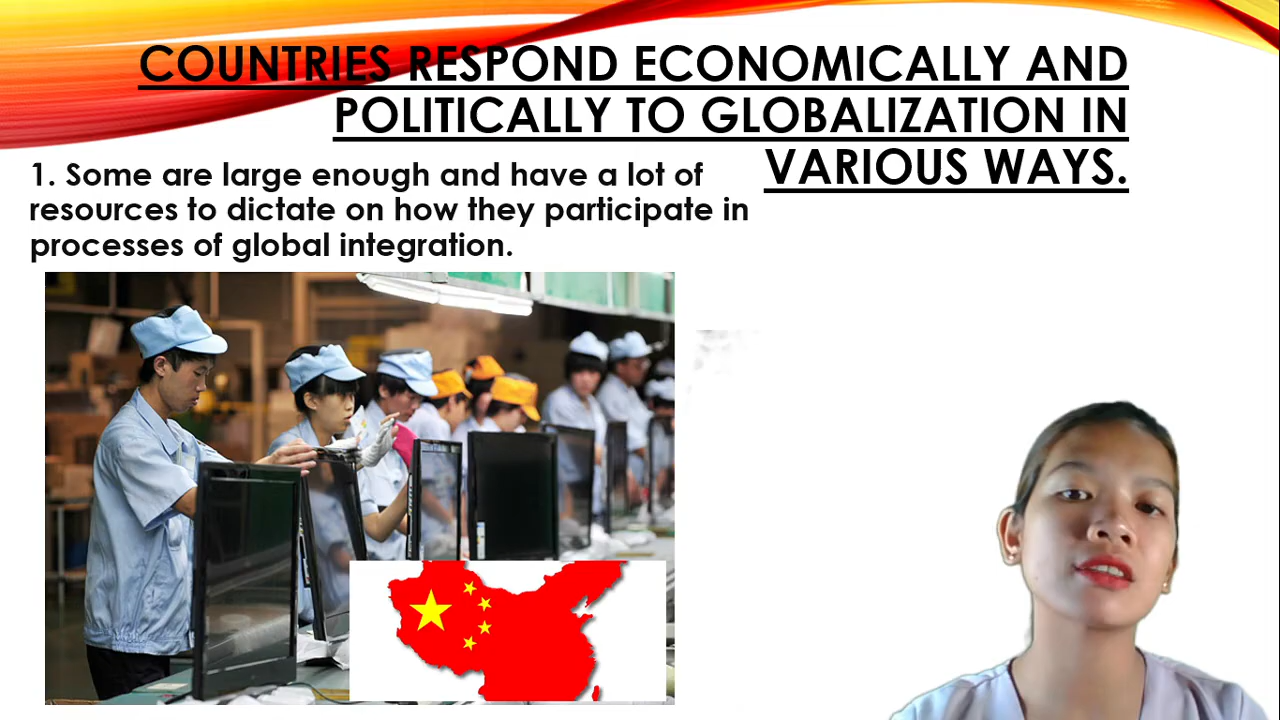 COUNTRIES RESPOND ECONOMICALLY AND
POLITICALLY TO GLOBALIZATION IN
VARIOUS WAYS.
1. Some are large enough and have a lot of
resources to dictate on how they participate in
processes of global integration.